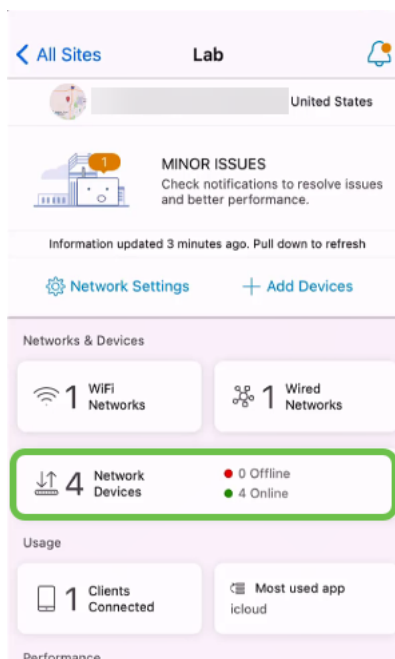 All Sites
Lab
United States
1
MINOR ISSUES
Check notifications to resolve issues
and better performance.
Information updated 3 minutes ago. Pull down to refresh
Network Settings
Add Devices
Networks & Devices
1 WiFi
Networks
1 Wired
Networks
4 Network
Devices
0 Offline
4 Online
Usage
1 Clients
Connected
Most used app
icloud
Performance